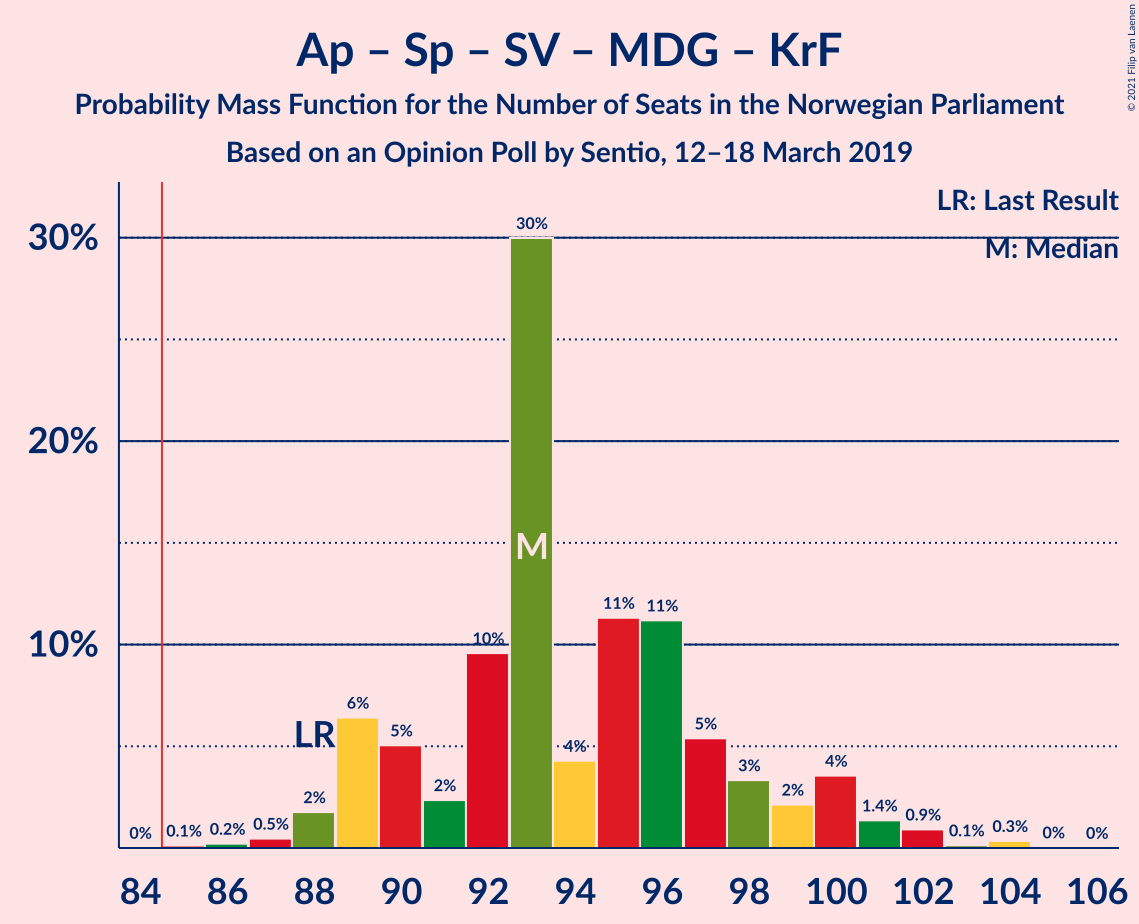 Ap – Sp – SV – MDG – KrF
Probability Mass Function for the Number of Seats in the Norwegian Parliament
Based on an Opinion Poll by Sentio, 12–18 March 2019
© 2021 Filip van Laenen
LR: Last Result
M: Median
30%
20%
10%
0% 0.1% 0.2% 0.5% 2% 6% 5% 2% 10% 30% 4% 11% 11% 5% 3% 2% 4% 1.4% 0.9% 0.1% 0.3% 0% 0%
LR
M
84 86 88 90 92 94 96 98 100 102 104 106